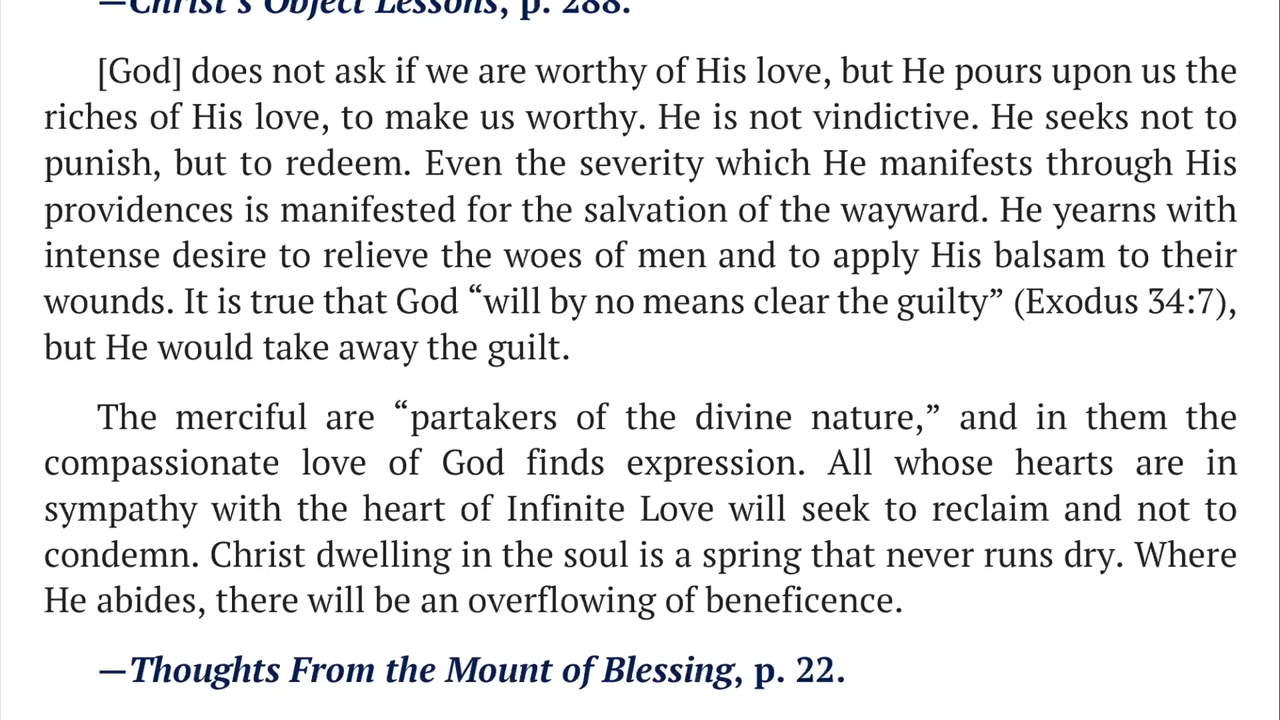 —Christ's Object Lessons, p. 288.
[God] does not ask if we are worthy of His love, but He pours upon us the
riches of His love, to make us worthy. He is not vindictive. He seeks not to
punish, but to redeem. Even the severity which He manifests through His
providences is manifested for the salvation of the wayward. He yearns with
intense desire to relieve the woes of men and to apply His balsam to their
wounds. It is true that God “will by no means clear the guilty” (Exodus 34:7),
but He would take away the guilt.
The merciful are “partakers of the divine nature,” and in them the
compassionate love of God finds expression. All whose hearts are in
sympathy with the heart of Infinite Love will seek to reclaim and not to
condemn. Christ dwelling in the soul is a spring that never runs dry. Where
He abides, there will be an overflowing of beneficence.
—Thoughts From the Mount of Blessing, p. 22.